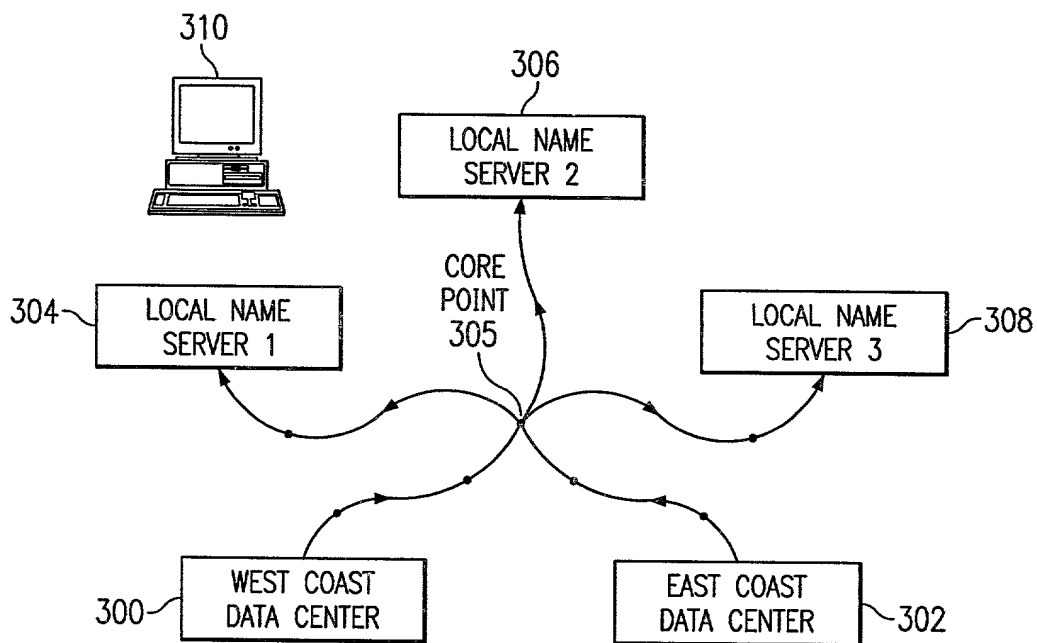 310
306
LOCAL NAME
SERVER 2
CORE
POINT
305
304
LOCAL NAME
SERVER 1
LOCAL NAME
SERVER 3
308
300
WEST COAST
DATA CENTER
EAST COAST
DATA CENTER
302